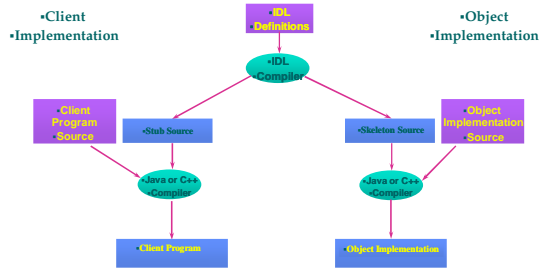 ▪Client
▪Implementation
▪IDL
▪Definitions
▪Object
▪Implementation
▪IDL
▪Compiler
▪Client
Program
▪Source
▪Stub Source
▪Skeleton Source
▪Object
Implementation
▪Source
▪Java or C++
▪Compiler
▪Java or C++
▪Compiler
▪Client Program
▪Object Implementation